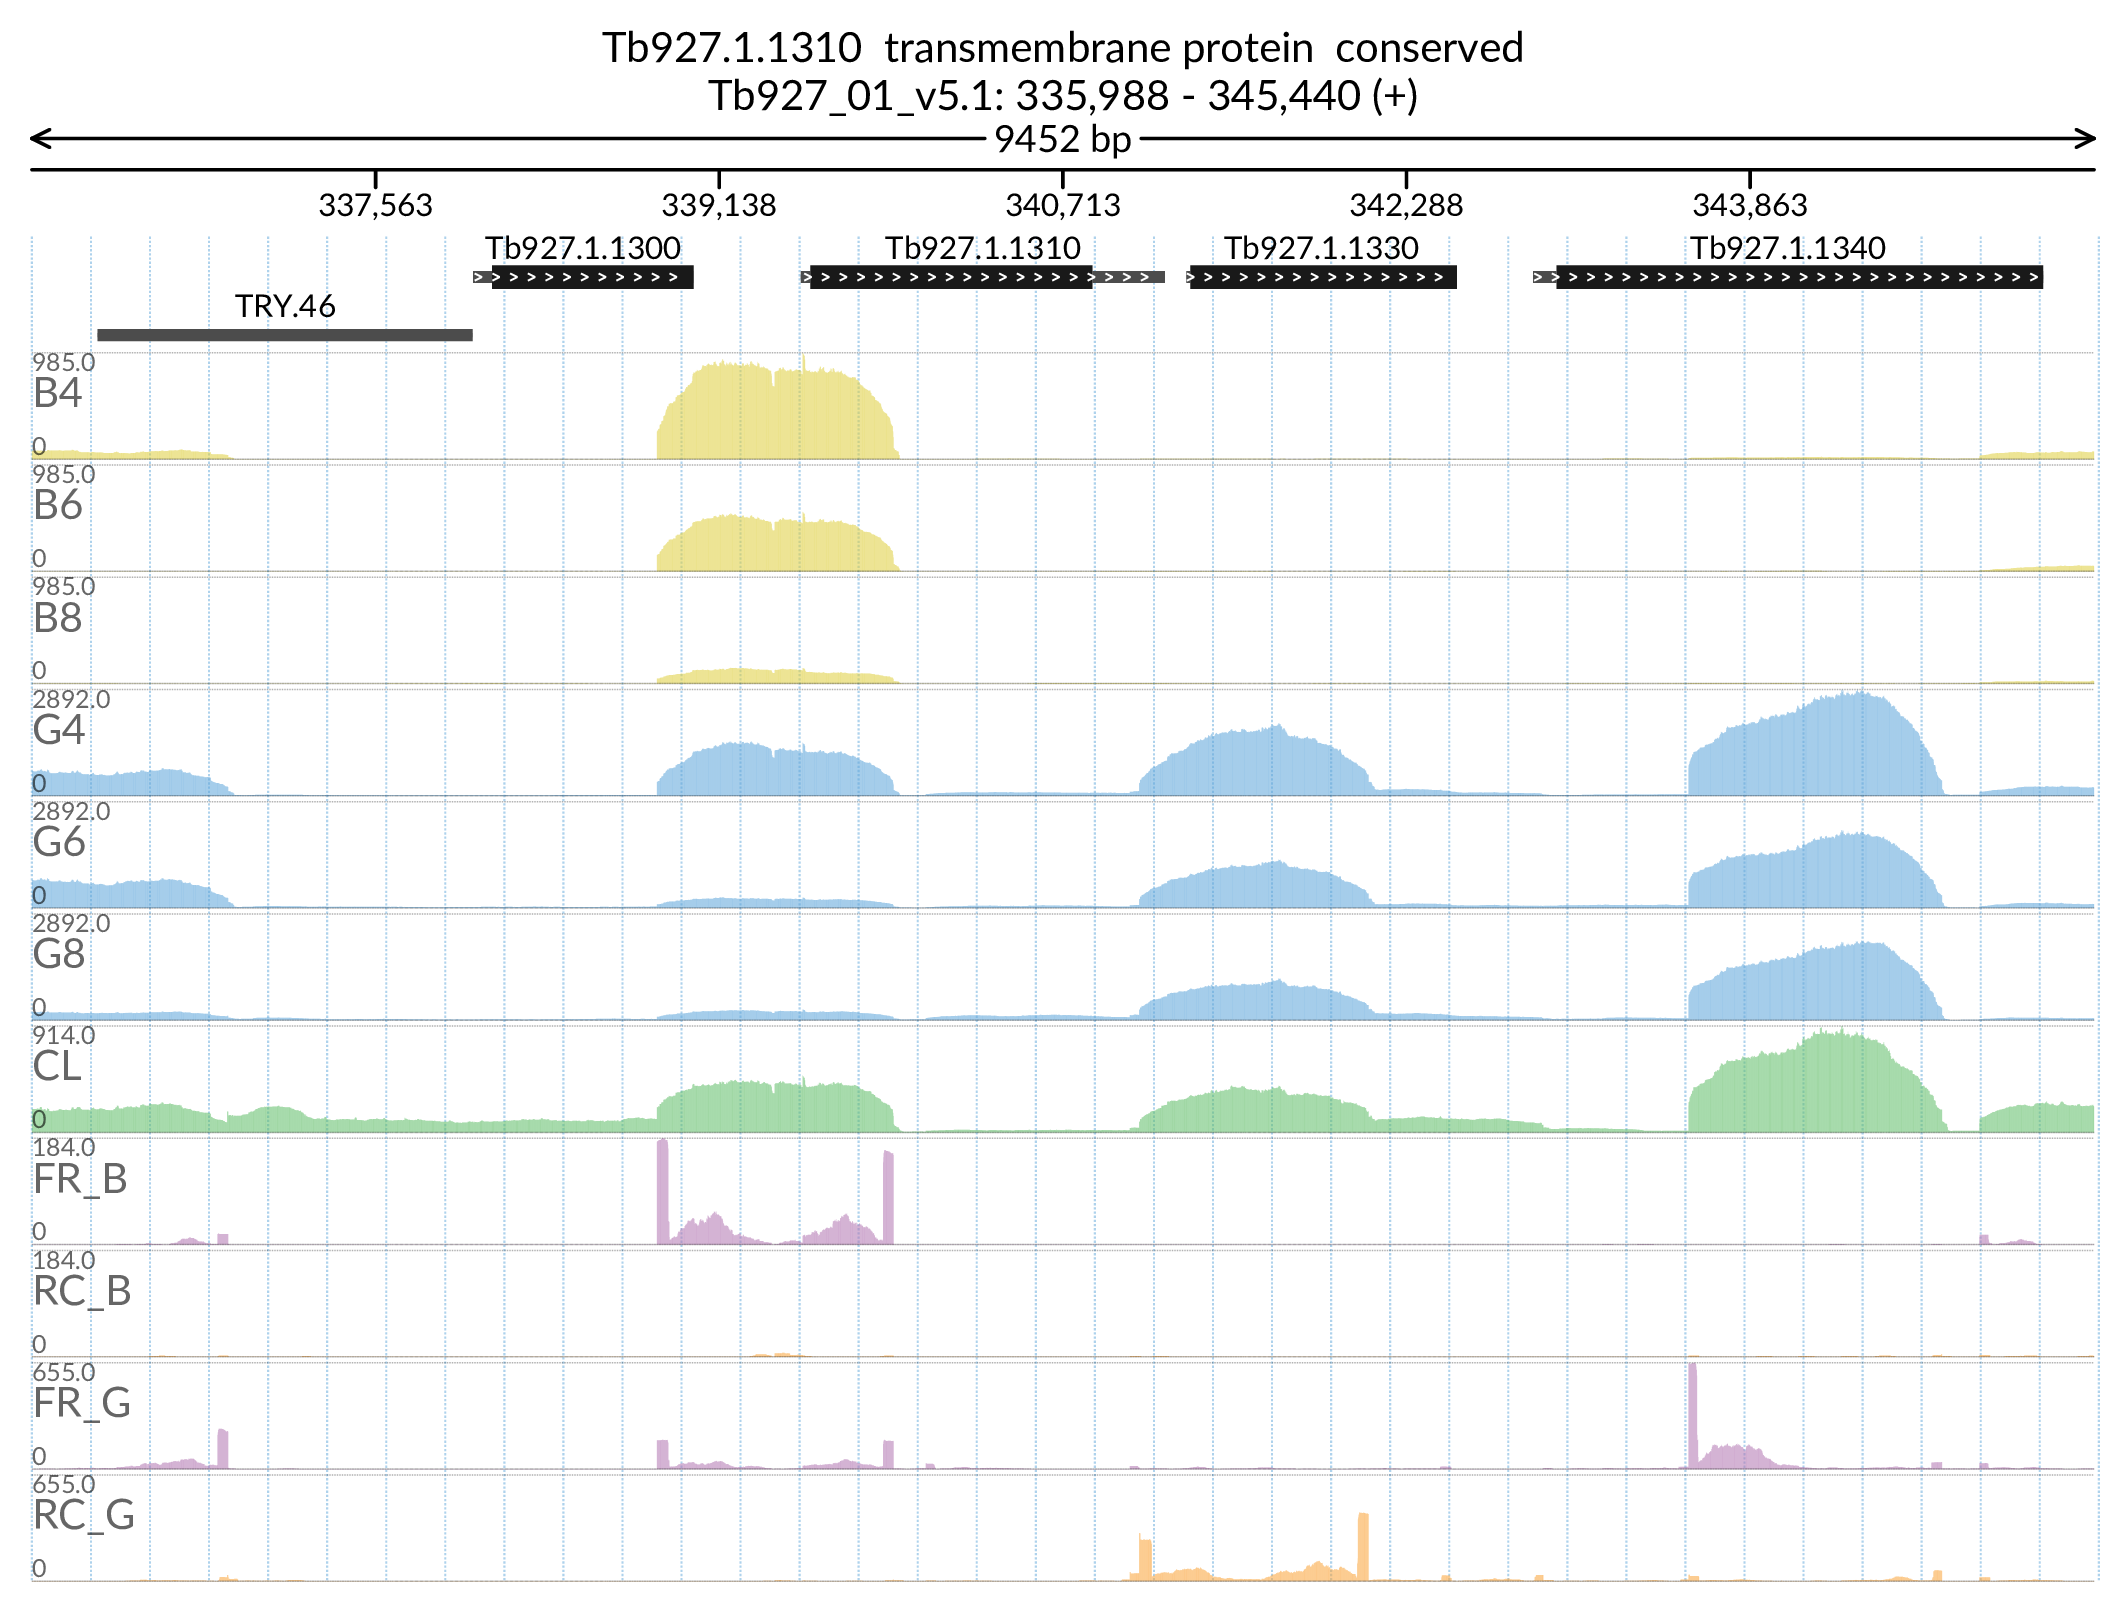 Tb927.1.1310 transmembrane protein conserved
Tb927_01_v5.1: 335,988 - 345,440 (+)
9452 bp
337,563 339,138 340,713 342,288 343,863
Tb927.1.1300 Tb927.1.1310 Tb927.1.1330 Tb927.1.1340
TRY.46
985.0
B4
0
985.0
B6
0
985.0
B8
0
2892.0
G4
0
2892.0
G6
0
2892.0
G8
0
914.0
CL
0
184.0
FR_B
0
184.0
RC_B
0
655.0
FR_G
0
655.0
RC_G
0